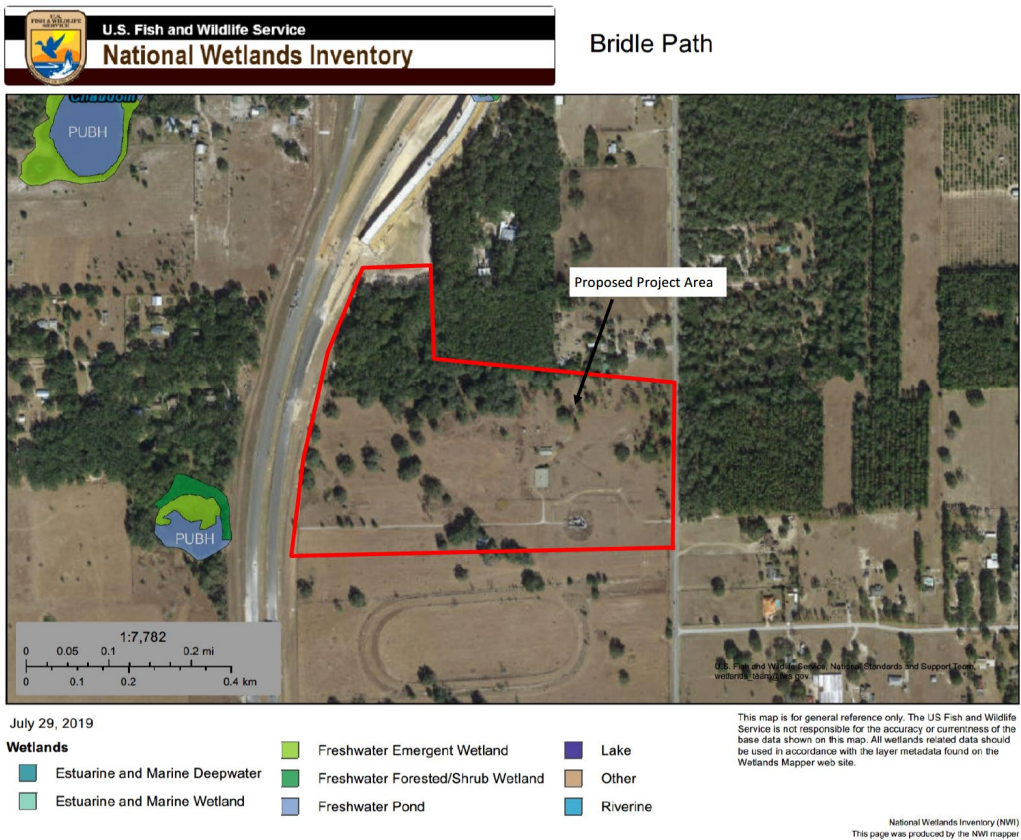 U.S.
FISH & WILDLIFE
SERVICE
U.S. Fish and Wildlife Service
National Wetlands Inventory
Bridle Path
Chaudoin
PUBH
Proposed Project Area
PUBH
1:7,782
0 0.05 0.1 0.2 mi
0 0.1 0.2 0.4 km
U.S. Fish and Wildlife Service, National Standards and Support Team,
wetlands_team@fws.gov
July 29, 2019
Wetlands
Estuarine and Marine Deepwater
Estuarine and Marine Wetland
Freshwater Emergent Wetland
Freshwater Forested/Shrub Wetland
Freshwater Pond
Lake
Other
Riverine
This map is for general reference only. The US Fish and Wildlife
Service is not responsible for the accuracy or currentness of the
base data shown on this map. All wetlands related data should
be used in accordance with the layer metadata found on the
Wetlands Mapper web site.
National Wetlands Inventory (NWI)
This page was produced by the NWI mapper